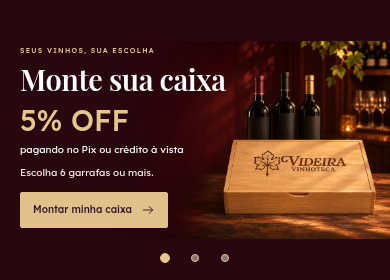 SEUS VINHOS, SUA ESCOLHA
Monte sua caixa
5% OFF
pagando no Pix ou crédito à vista
Escolha 6 garrafas ou mais.
Montar minha caixa →
VIDEIRA
VINHOTECA